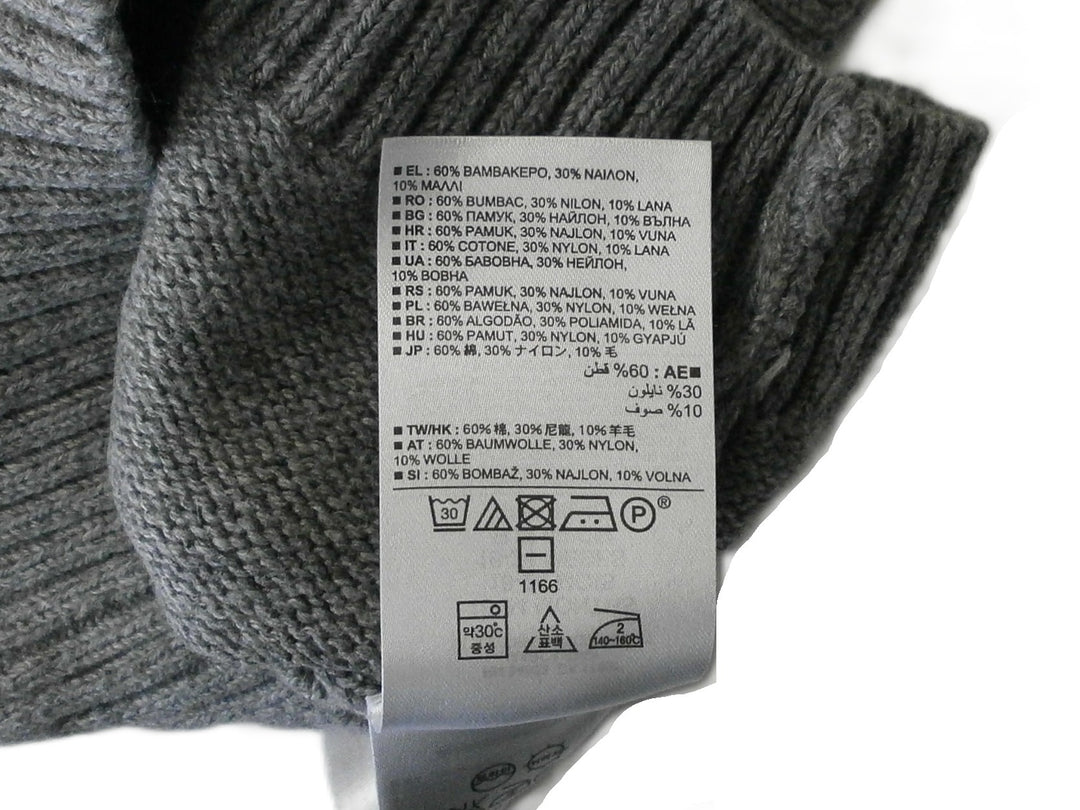 ■ EL : 60% ΒΑΜΒΑΚΕΡΟ, 30% ΝΑΙΛΟΝ,
10% ΜΑΛΛΙ
■ RO : 60% BUMBAC, 30% NILON, 10% LANA
■ BG : 60% ПАМУК, 30% НАЙЛОН, 10% ВЪЛНА
■ HR : 60% PAMUK, 30% NAJLON, 10% VUNA
■ IT : 60% COTONE, 30% NYLON, 10% LANA
■ UA : 60% БАВОВНА, 30% НЕЙЛОН,
10% ВОВНА
■ RS : 60% PAMUK, 30% NAJLON, 10% VUNA
■ PL : 60% BAWEŁNA, 30% NYLON, 10% WEŁNA
■ BR : 60% ALGODÃO, 30% POLIAMIDA, 10% LÃ
■ HU : 60% PAMUT, 30% NYLON, 10% GYAPJÚ
■ JP : 60% 綿, 30% ナイロン, 10% 毛
■AE : 60% قطن
30% نايلون
10% صوف
■ TW/HK : 60% 棉, 30% 尼龍, 10% 羊毛
■ AT : 60% BAUMWOLLE, 30% NYLON,
10% WOLLE
■ SI : 60% BOMBAŽ, 30% NAJLON, 10% VOLNA
30 P ®
1166
약30℃
중성
산소
표백
2
140~160℃